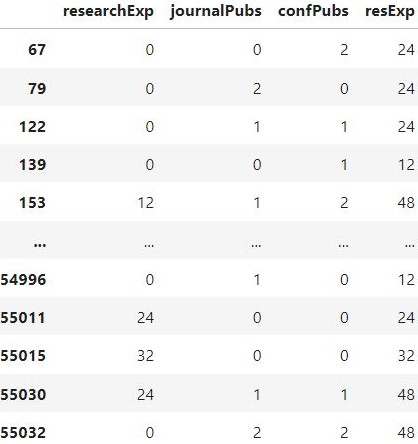 researchExp journalPubs confPubs resExp
67 0 0 2 24
79 0 2 0 24
122 0 1 1 24
139 0 0 1 12
153 12 1 2 48
... ... ... ... ...
54996 0 1 0 12
55011 24 0 0 24
55015 32 0 0 32
55030 24 1 1 48
55032 0 2 2 48